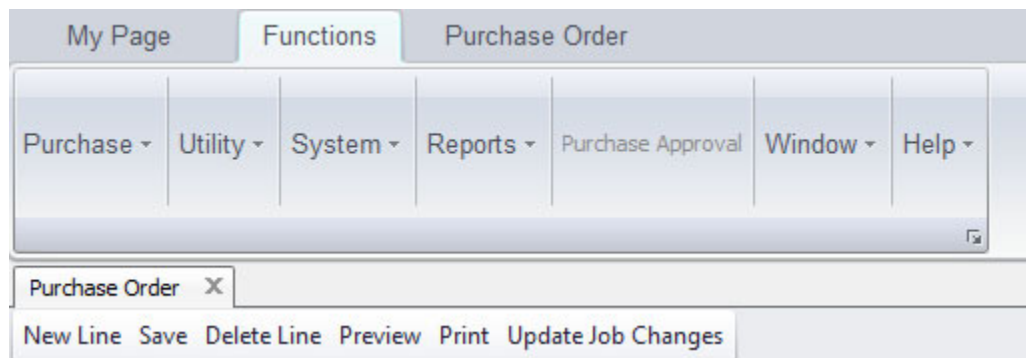 My Page Functions Purchase Order
Purchase Utility System Reports Purchase Approval Window Help
Purchase Order X
New Line Save Delete Line Preview Print Update Job Changes